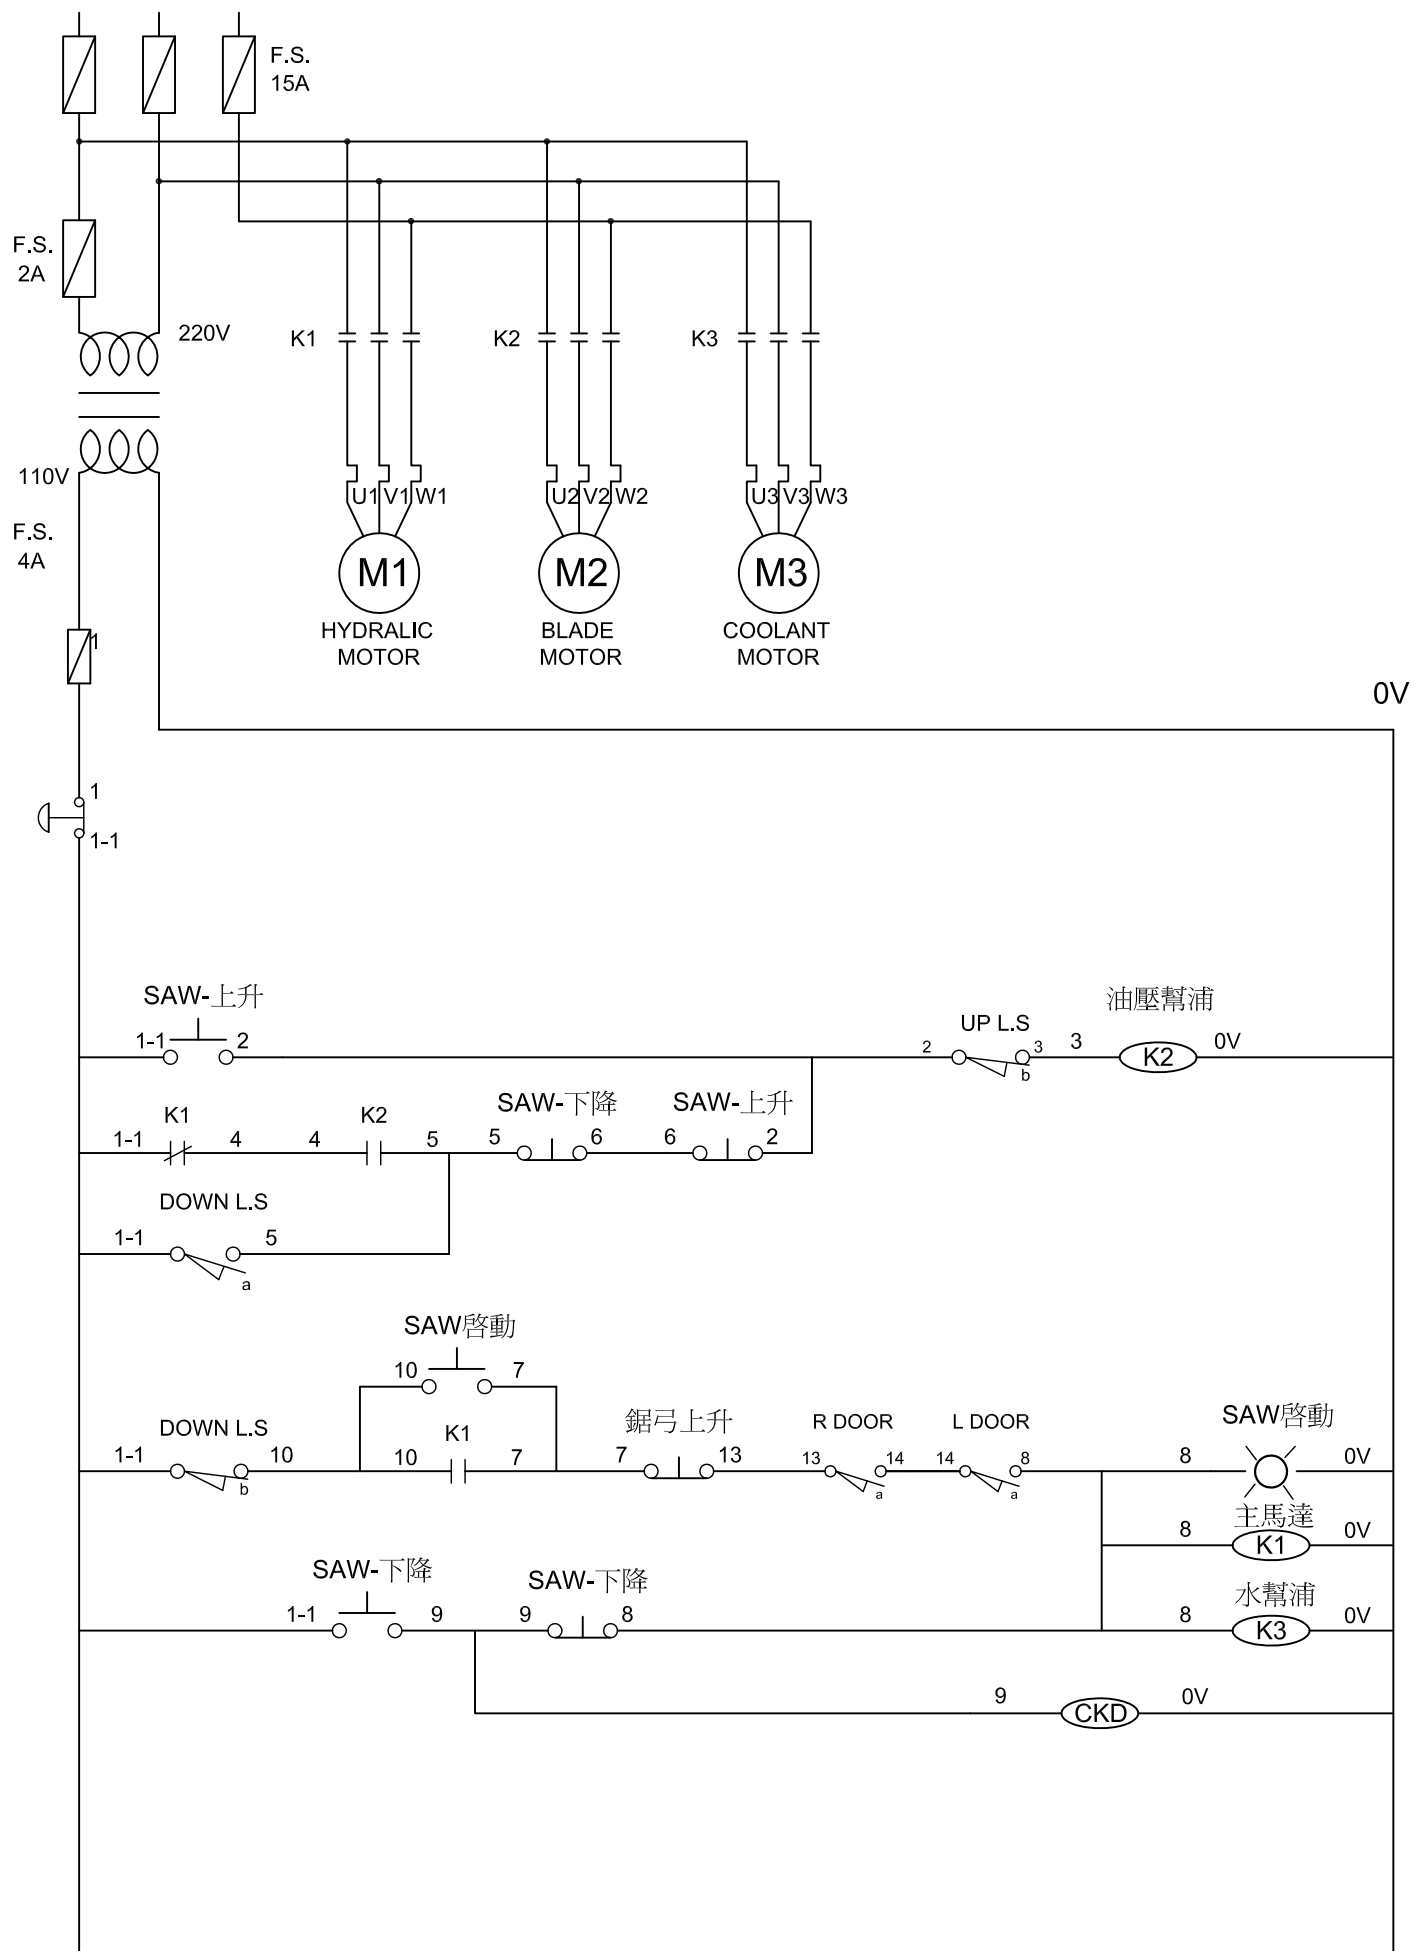 F.S.
15A
F.S.
2A
220V
K1
K2
K3
110V
U1 V1 W1
U2 V2 W2
U3 V3 W3
F.S.
4A
M1
M2
M3
HYDRALIC
MOTOR
BLADE
MOTOR
COOLANT
MOTOR
1
0V
1
1-1
SAW-上升
1-1
2
UP L.S
2
3
b
3
油壓幫浦
K2
0V
K1
1-1
4
4
K2
5
SAW-下降
5
6
SAW-上升
6
2
DOWN L.S
1-1
5
a
SAW啓動
10
7
DOWN L.S
1-1
10
b
K1
10
7
鋸弓上升
7
13
R DOOR
13
14
a
L DOOR
14
8
a
SAW啓動
8
0V
主馬達
8
K1
0V
SAW-下降
1-1
9
SAW-下降
9
8
水幫浦
8
K3
0V
9
CKD
0V